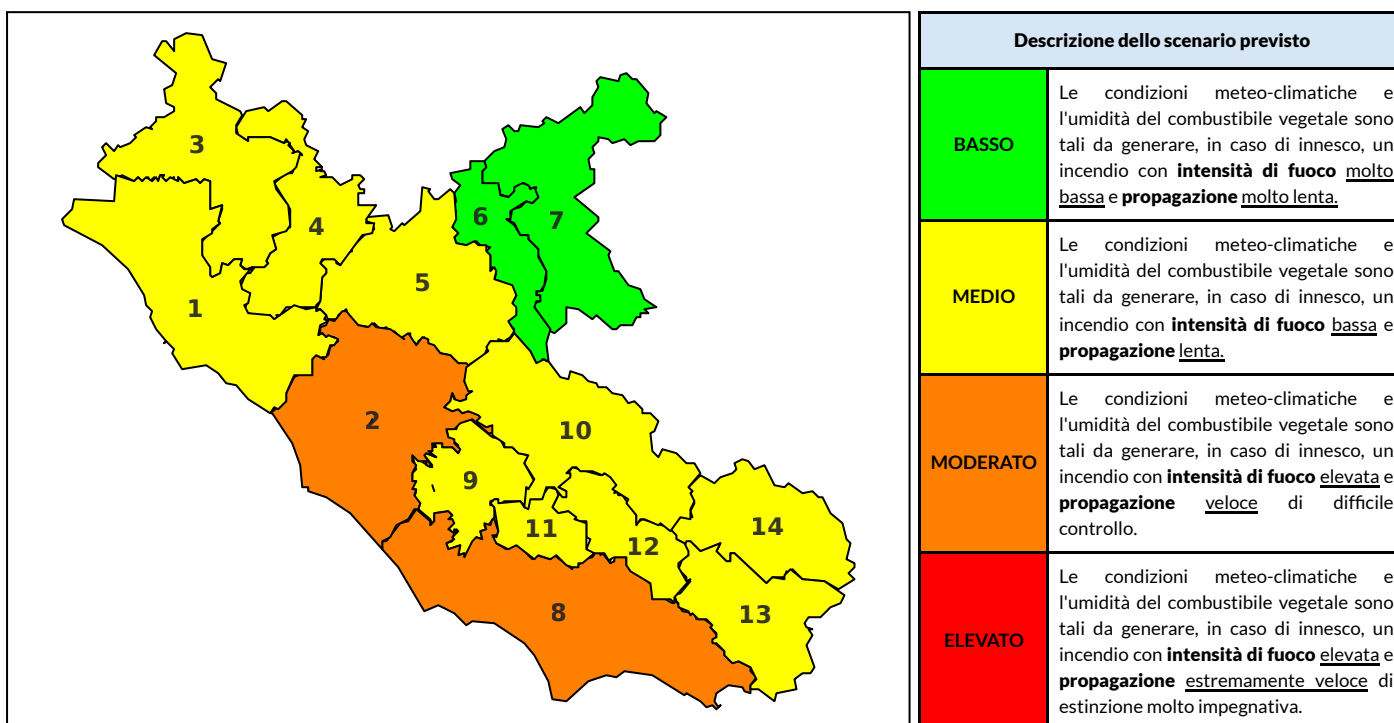 3
4
6
7
5
1
2
10
9
14
11
12
8
13
Descrizione dello scenario previsto
BASSO
Le condizioni meteo-climatiche e
l'umidità del combustibile vegetale sono
tali da generare, in caso di innesco, un
incendio con intensità di fuoco molto
bassa e propagazione molto lenta.
MEDIO
Le condizioni meteo-climatiche e
l'umidità del combustibile vegetale sono
tali da generare, in caso di innesco, un
incendio con intensità di fuoco bassa e
propagazione lenta.
MODERATO
Le condizioni meteo-climatiche e
l'umidità del combustibile vegetale sono
tali da generare, in caso di innesco, un
incendio con intensità di fuoco elevata e
propagazione veloce di difficile
controllo.
ELEVATO
Le condizioni meteo-climatiche e
l'umidità del combustibile vegetale sono
tali da generare, in caso di innesco, un
incendio con intensità di fuoco elevata e
propagazione estremamente veloce di
estinzione molto impegnativa.